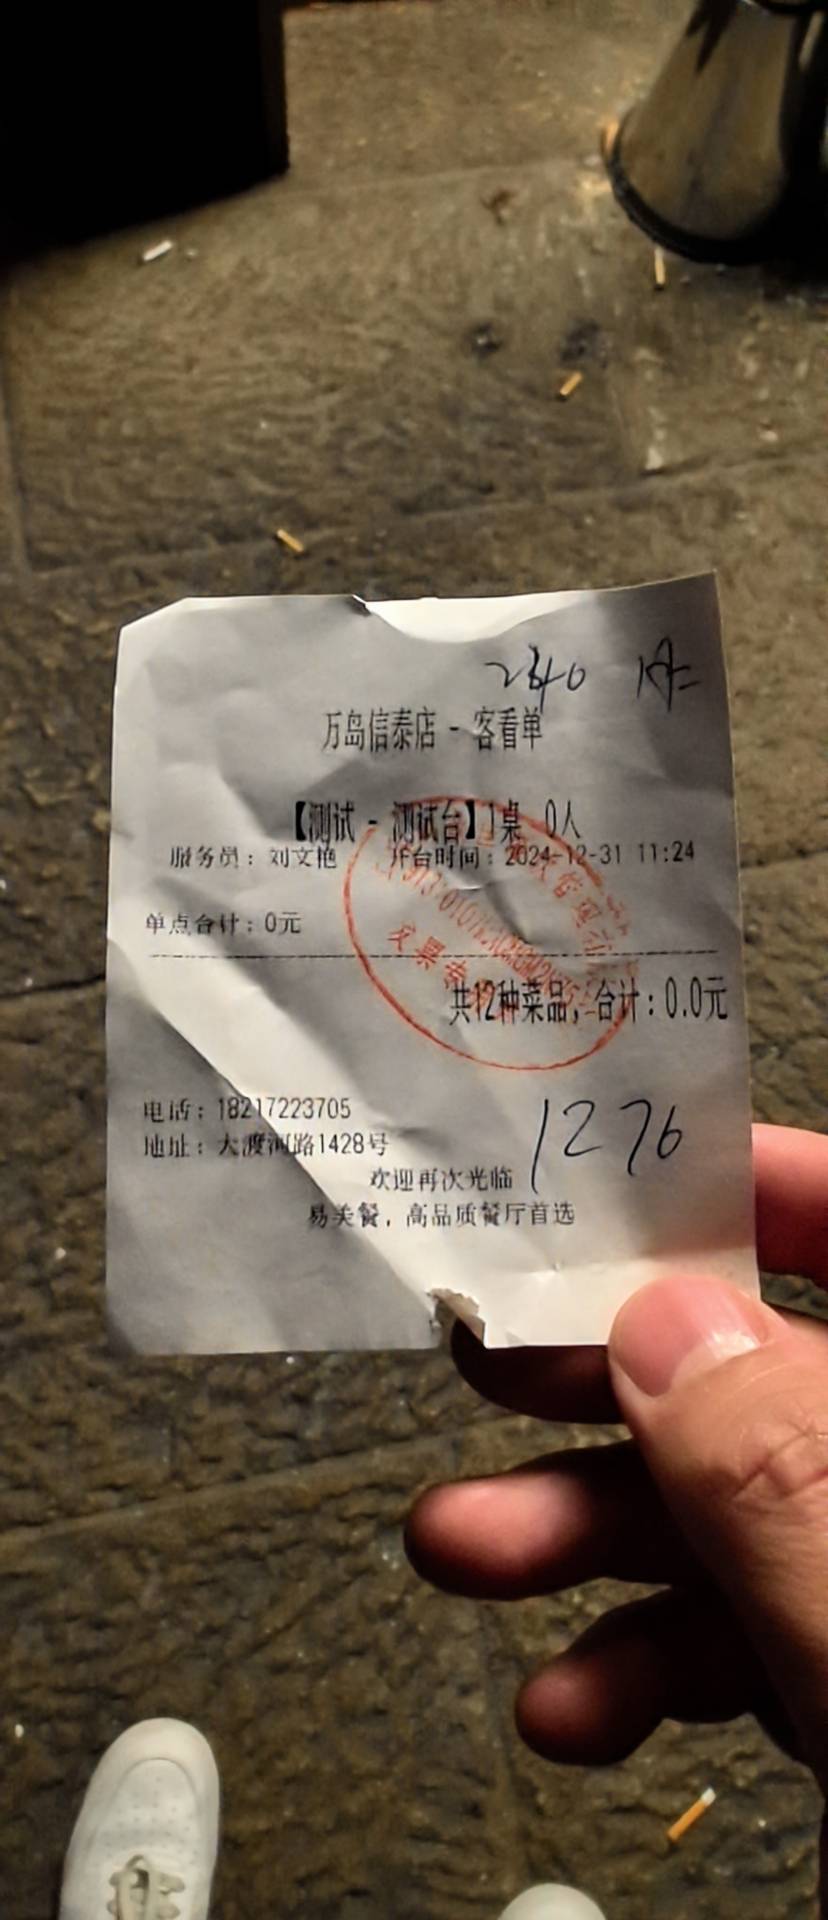 2340
万岛信泰店 - 客看单
【测试 - 测试台】1桌 0人
服务员: 刘文艳 开台时间: 2024-12-31 11:24
单点合计: 0元
发票专
共12种菜品, 合计: 0.0元
电话: 18217223705
地址: 大渡河路1428号
1276
欢迎再次光临
易美餐, 高品质餐厅首选